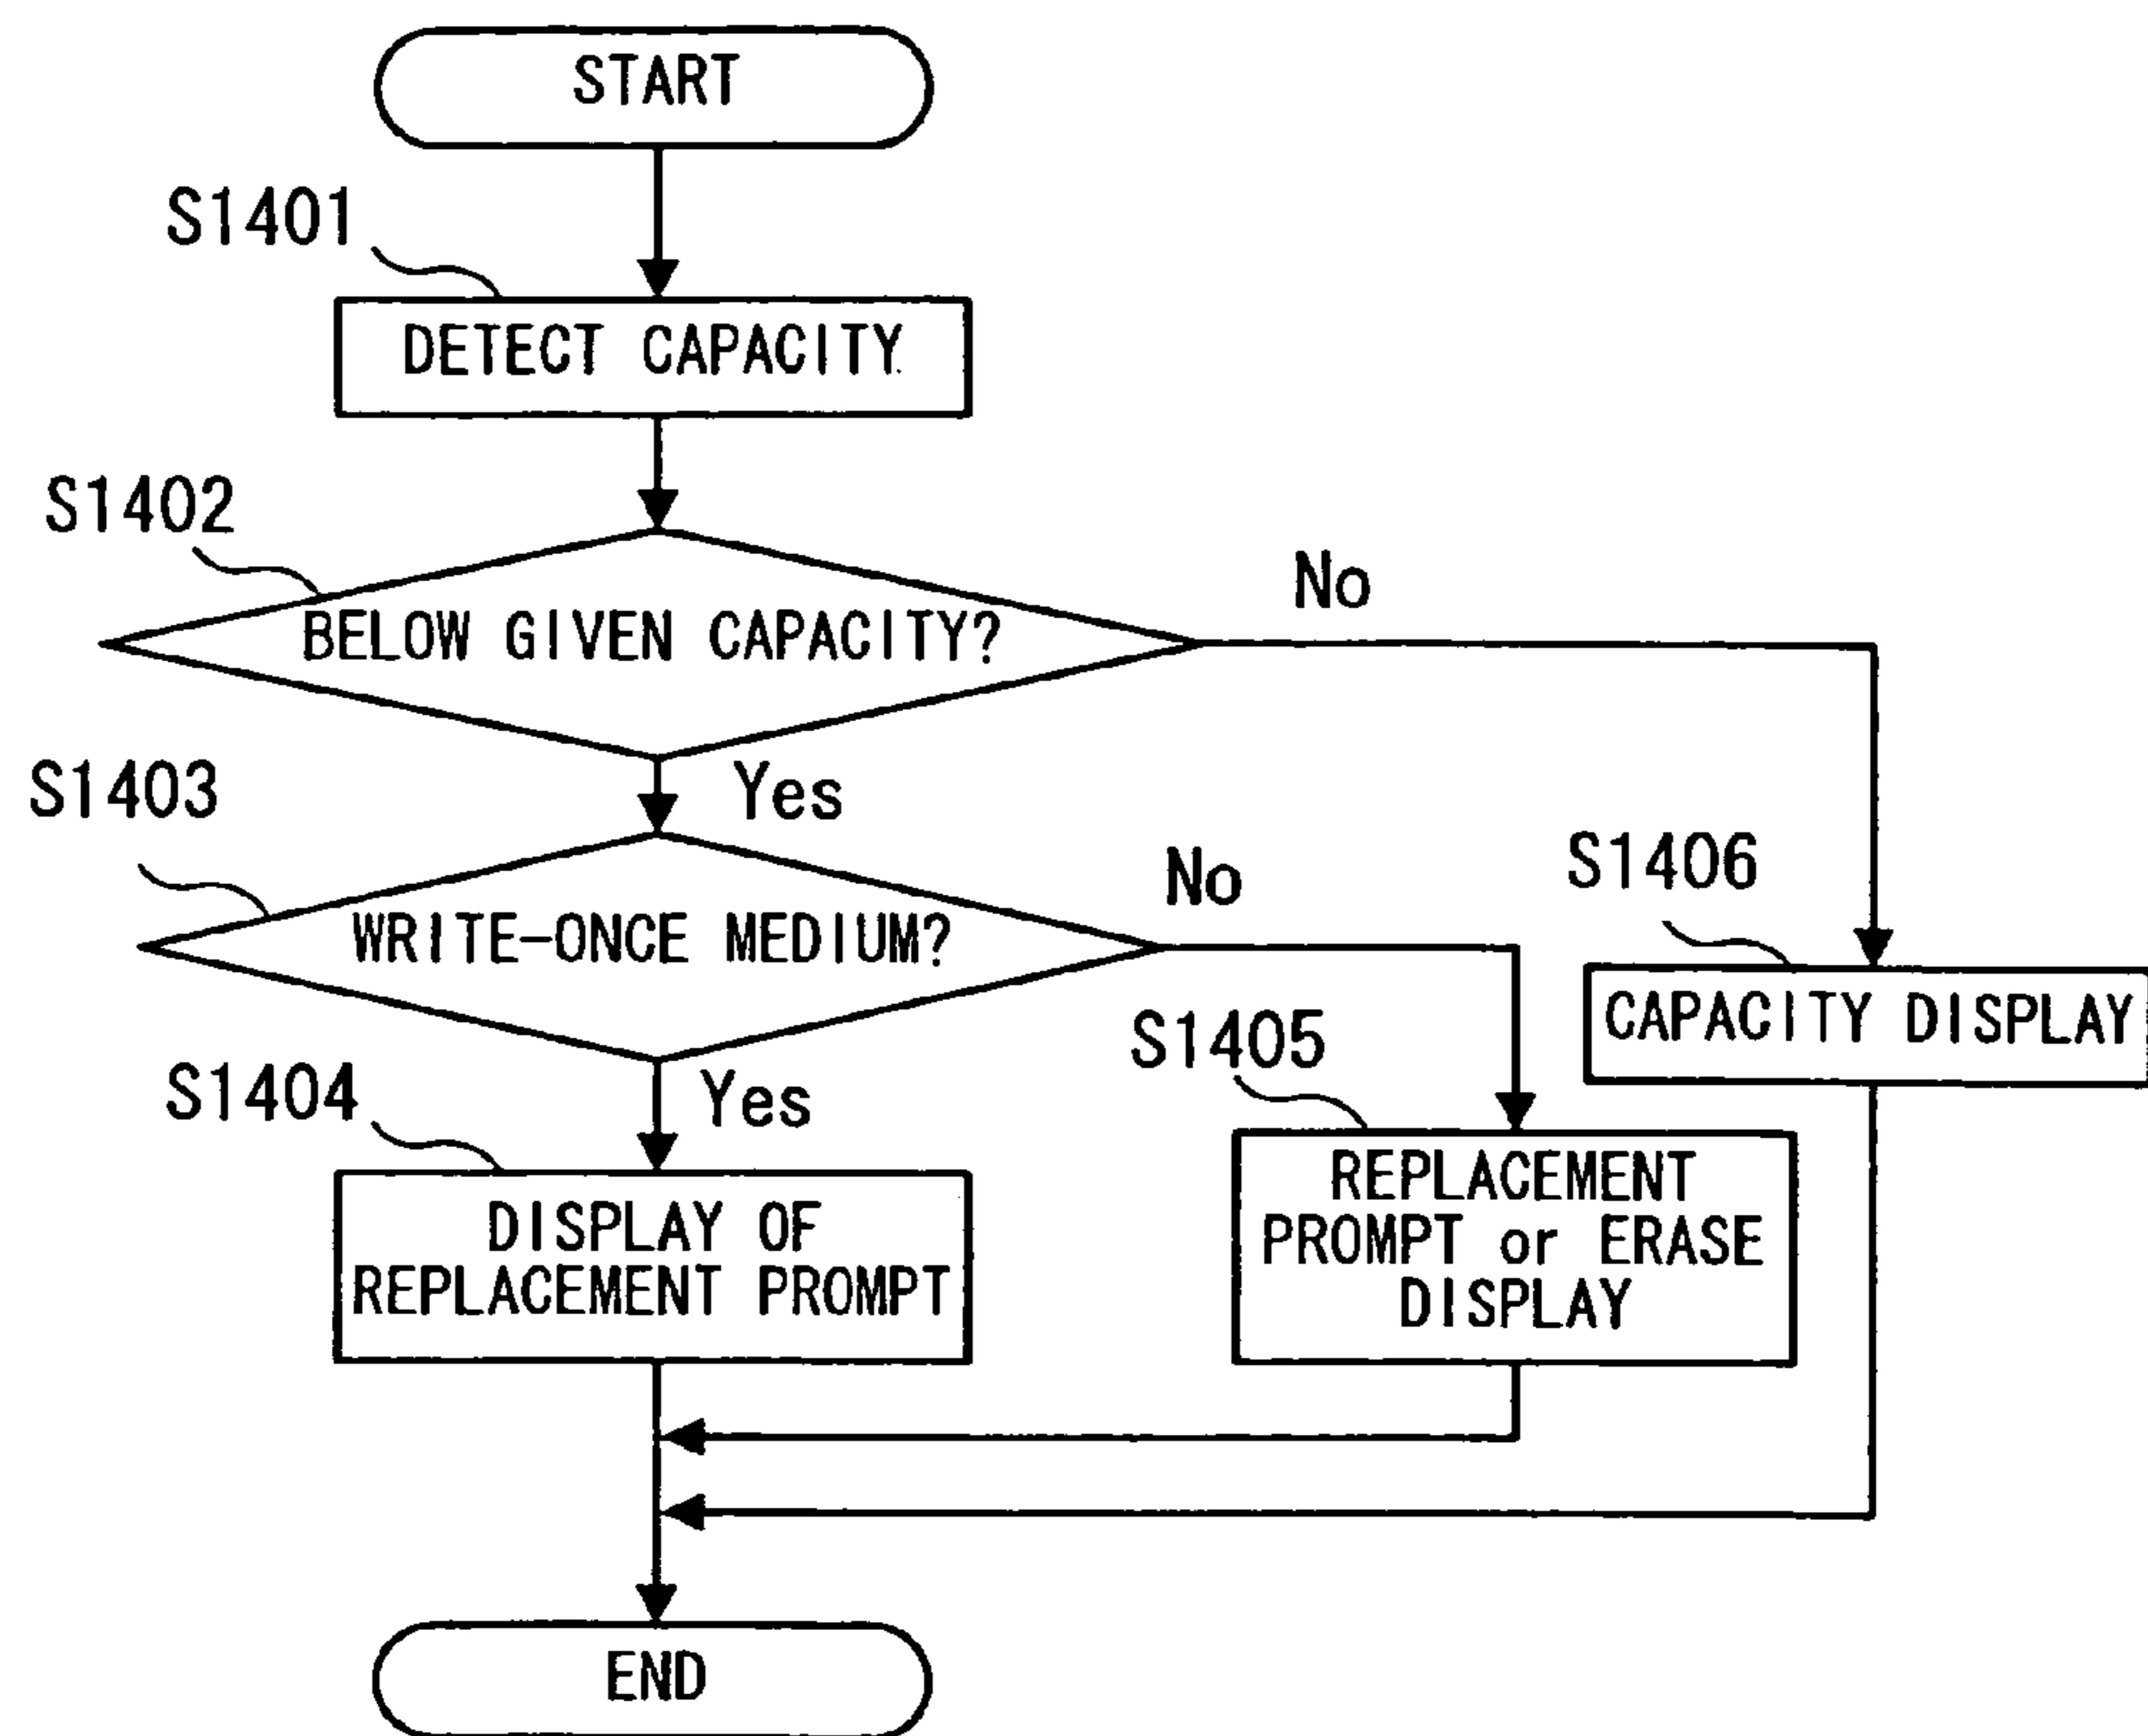 START
S1401
DETECT CAPACITY
S1402
No
BELOW GIVEN CAPACITY?
S1403
Yes
No
S1406
WRITE-ONCE MEDIUM?
CAPACITY DISPLAY
S1405
S1404
Yes
REPLACEMENT
PROMPT or ERASE
DISPLAY
DISPLAY OF
REPLACEMENT PROMPT
END